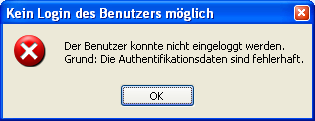 Kein Login des Benutzers möglich
Der Benutzer konnte nicht eingeloggt werden.
Grund: Die Authentifikationsdaten sind fehlerhaft.
OK